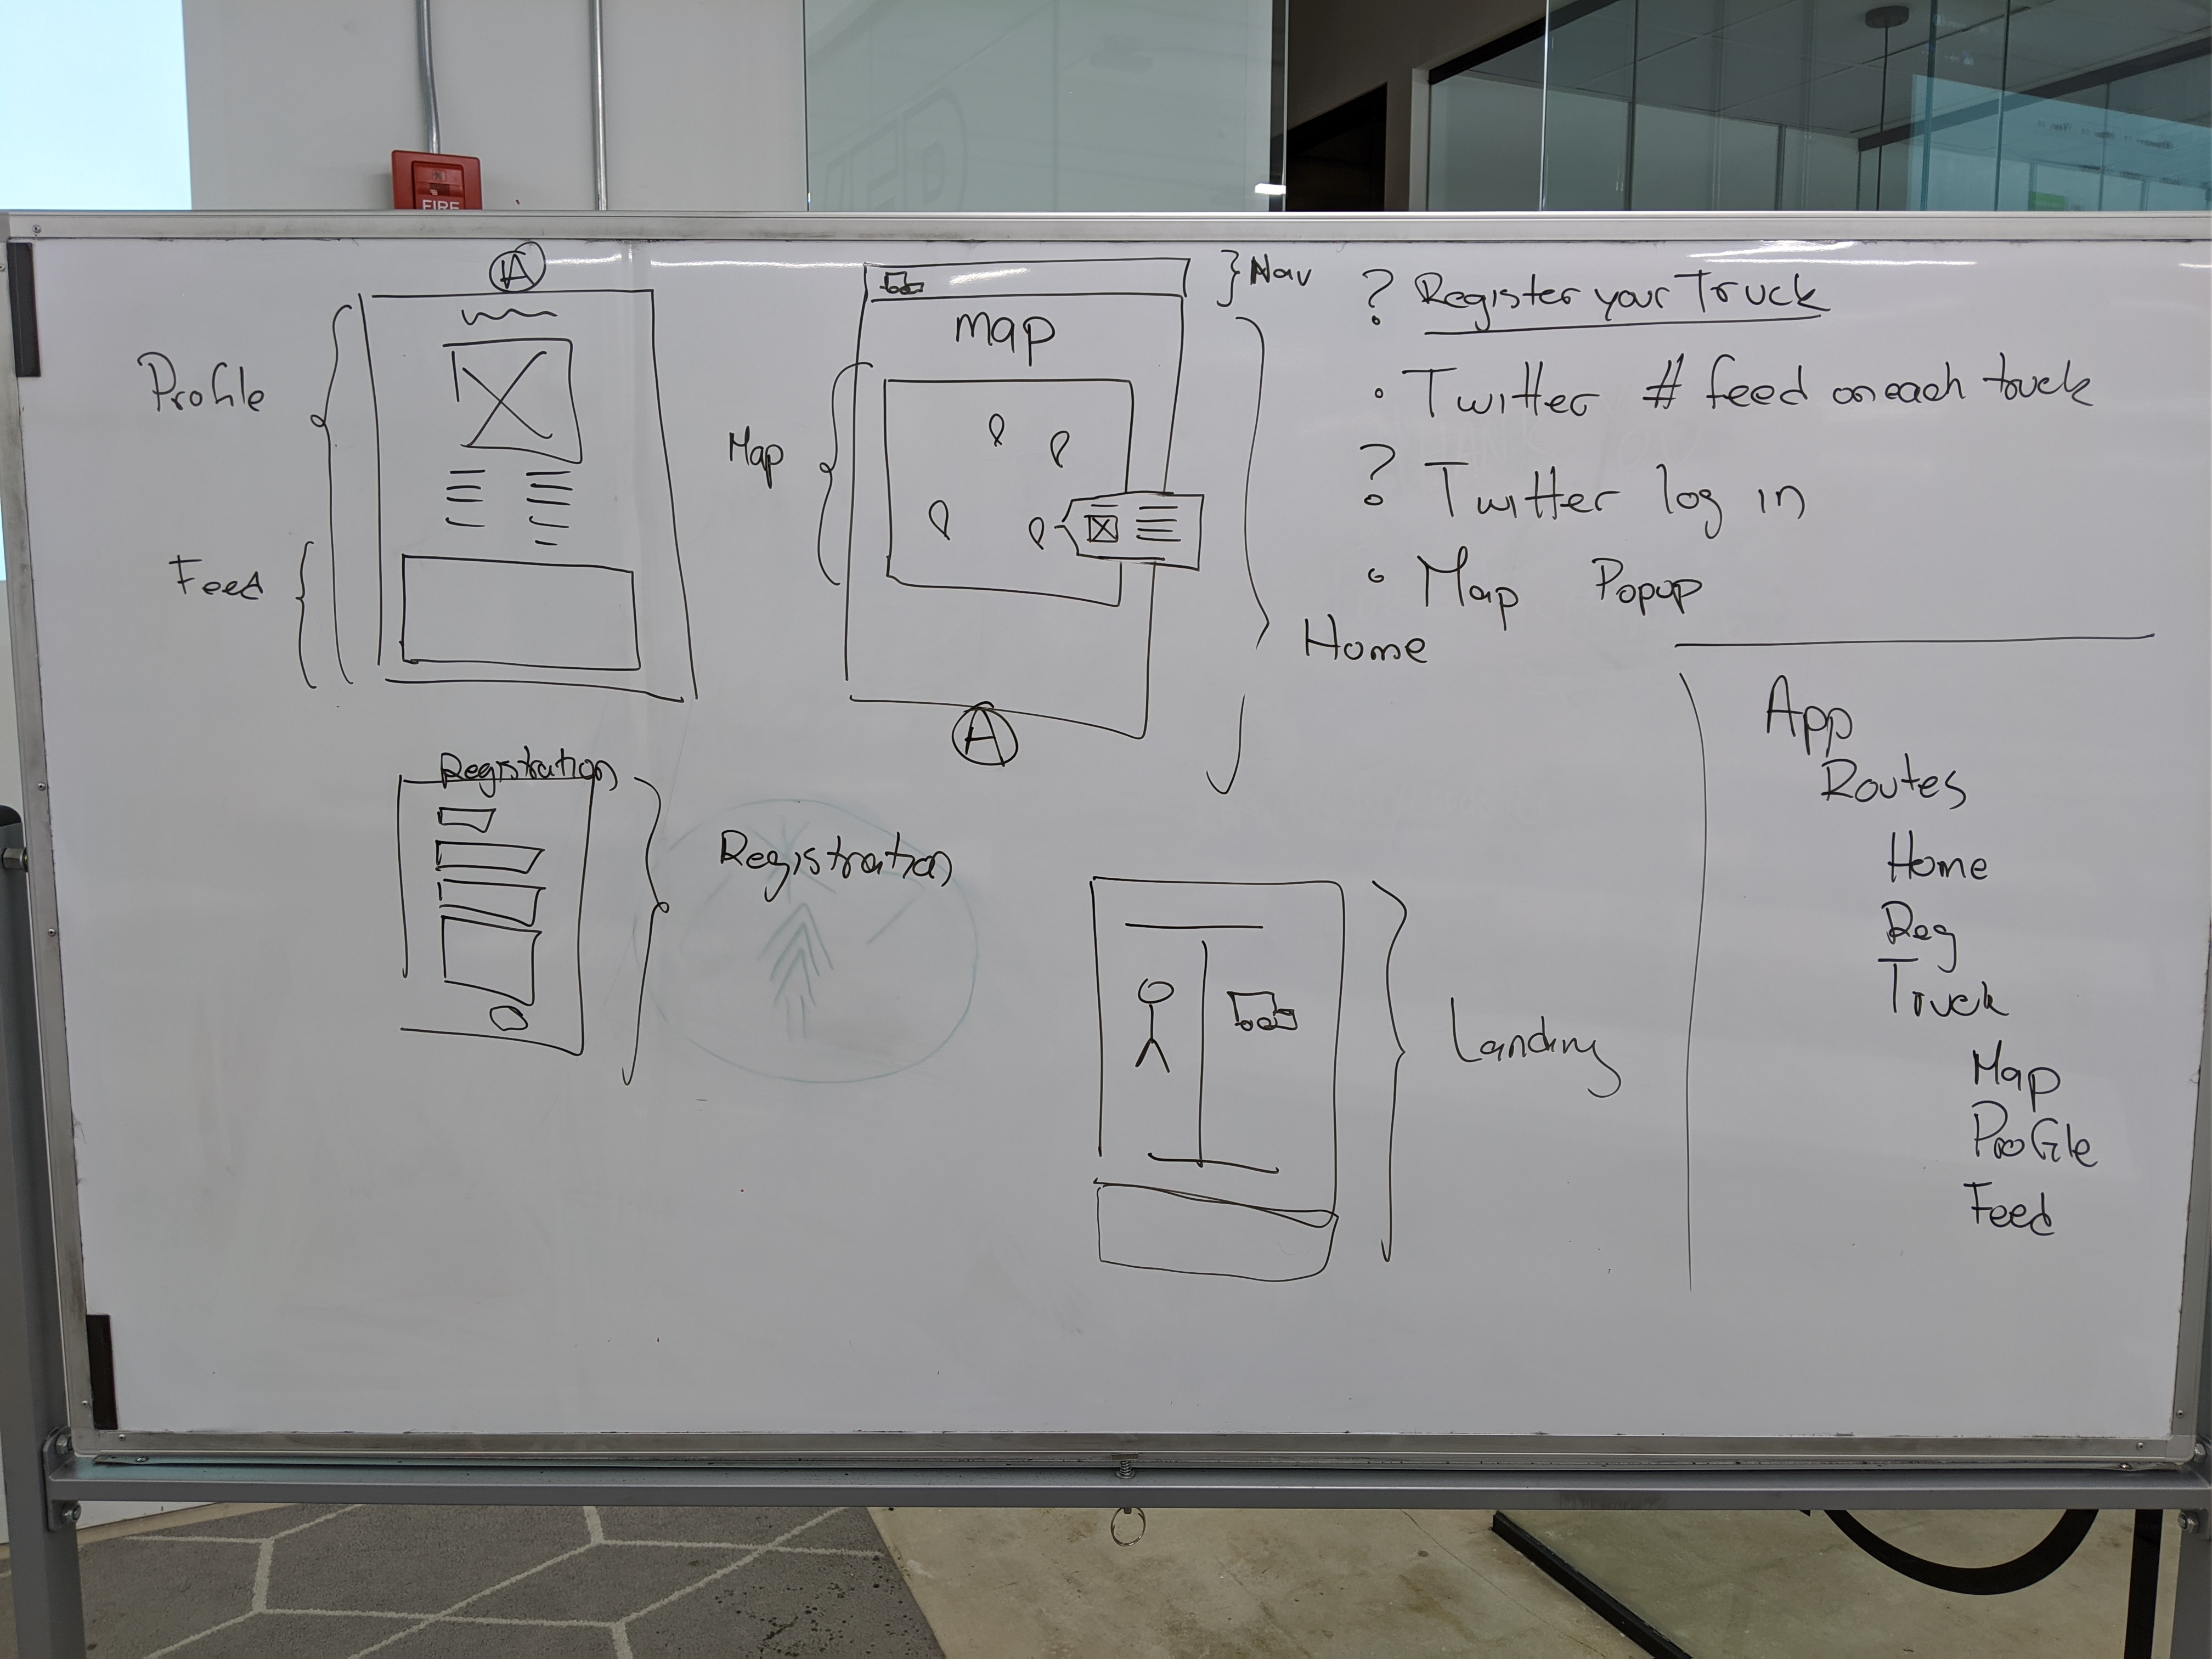 FIRE
A
Profile
Feed
Nav
map
Map
Home
A
? Register your Truck
• Twitter # feed on each truck
? Twitter log in
• Map Popup
Registration
Registration
Landing
App
Routes
Home
Reg
Truck
Map
Profile
Feed